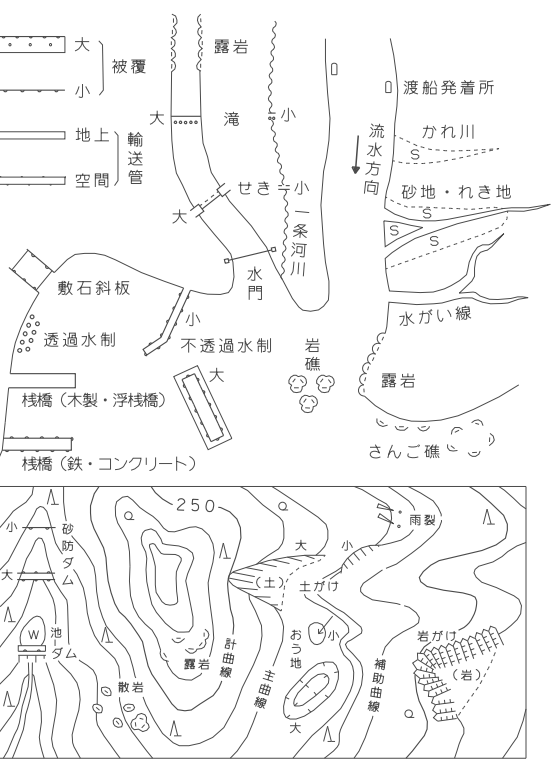 大
被覆
小
地上
輸送管
空間
露岩
大
滝
小
せき
小
大
一条河川
水門
渡船発着所
流水方向
かれ川
S
砂地・れき地
S
S
S
水がい線
敷石斜板
透過水制
小
不透過水制
大
岩礁
露岩
さんご礁
桟橋（木製・浮桟橋）
桟橋（鉄・コンクリート）
250
小
砂防ダム
大
W
池
ダム
大
小
雨裂
(土)
土がけ
おう地
小
大
露岩
散岩
計曲線
主曲線
補助曲線
岩がけ
(岩)